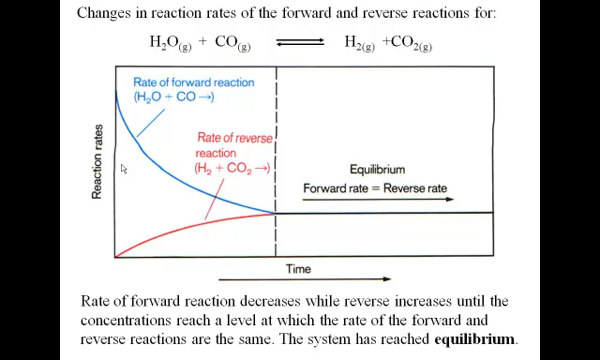 Changes in reaction rates of the forward and reverse reactions for:
H₂O(g) + CO(g) ⇌ H₂(g) +CO₂(g)
Rate of forward reaction
(H₂O + CO →)
Rate of reverse
reaction
(H₂ + CO₂ →)
Reaction rates
Equilibrium
Forward rate = Reverse rate
Time
Rate of forward reaction decreases while reverse increases until the
concentrations reach a level at which the rate of the forward and
reverse reactions are the same. The system has reached equilibrium.